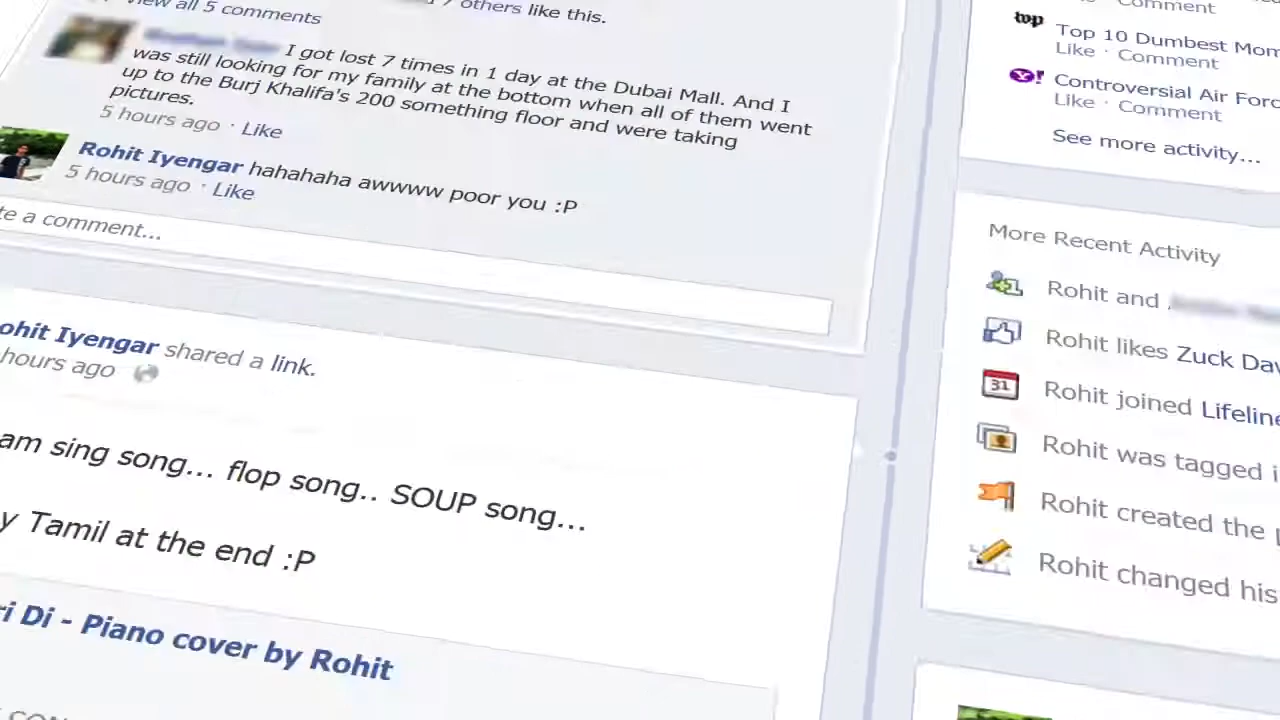 view all 5 comments
others like this.
I got lost 7 times in 1 day at the Dubai Mall. And I
was still looking for my family at the bottom when all of them went
up to the Burj Khalifa's 200 something floor and were taking
pictures.
5 hours ago · Like
Rohit Iyengar hahahaha awwww poor you :P
5 hours ago · Like
te a comment...
ohit Iyengar shared a link.
hours ago
am sing song... flop song.. SOUP song...
y Tamil at the end :P
ri Di - Piano cover by Rohit
Comment
wp
Top 10 Dumbest Mom
Like · Comment
Y!
Controversial Air Forc
Like · Comment
See more activity...
More Recent Activity
Rohit and
Rohit likes Zuck Dav
31
Rohit joined Lifeline
Rohit was tagged i
Rohit created the
Rohit changed his